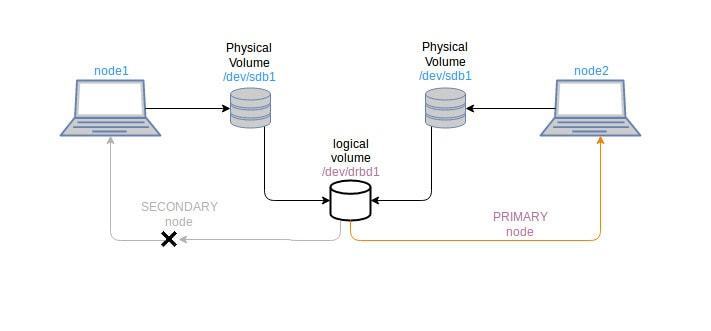 Physical
Volume
/dev/sdb1
Physical
Volume
/dev/sdb1
node1
node2
logical
volume
/dev/drbd1
SECONDARY
node
PRIMARY
node